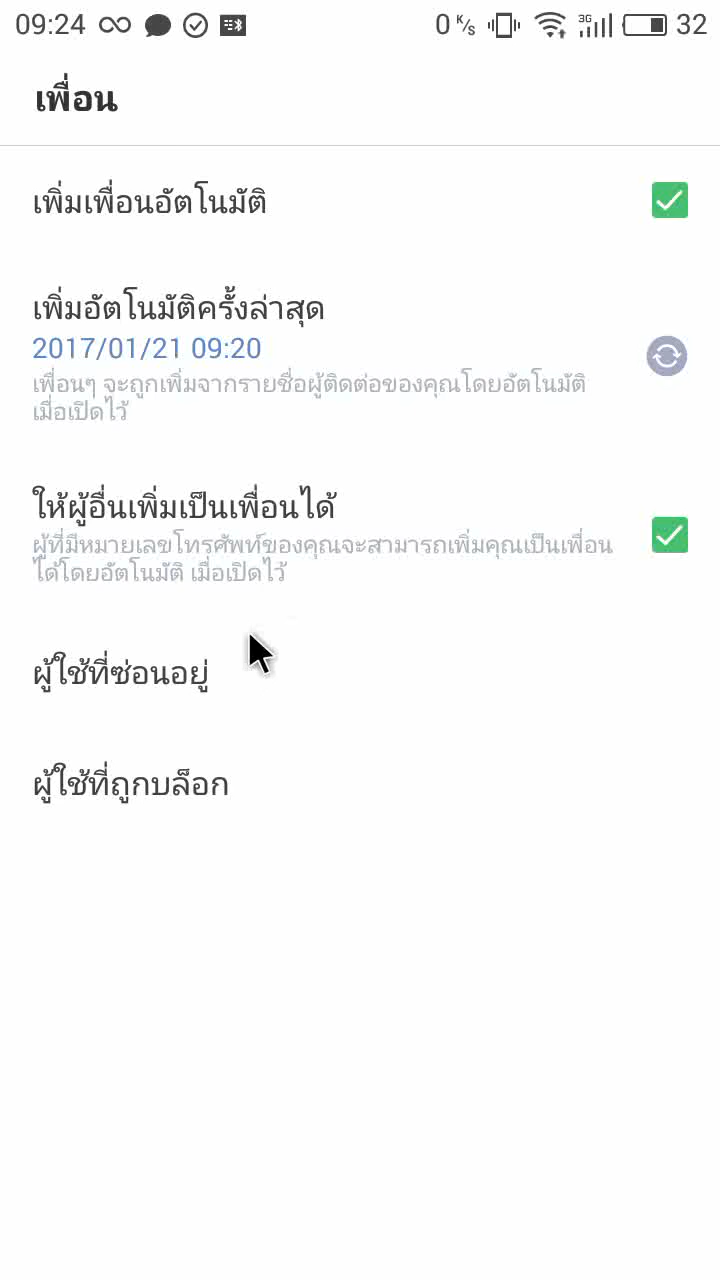 09:24
0 K/s 3G 32
เพื่อน
เพิ่มเพื่อนอัตโนมัติ
เพิ่มอัตโนมัติครั้งล่าสุด
2017/01/21 09:20
เพื่อนๆ จะถูกเพิ่มจากรายชื่อผู้ติดต่อของคุณโดยอัตโนมัติ
เมื่อเปิดไว้
ให้ผู้อื่นเพิ่มเป็นเพื่อนได้
ผู้ที่มีหมายเลขโทรศัพท์ของคุณจะสามารถเพิ่มคุณเป็นเพื่อน
ได้โดยอัตโนมัติ เมื่อเปิดไว้
ผู้ใช้ที่ซ่อนอยู่
ผู้ใช้ที่ถูกบล็อก